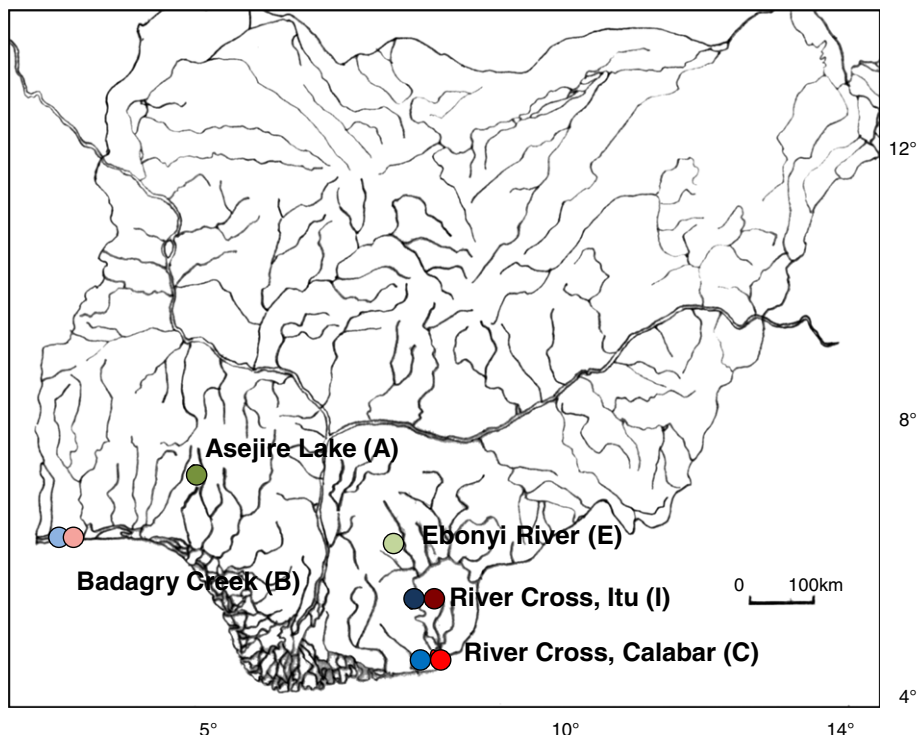 12°
8°
Asejire Lake (A)
Ebonyi River (E)
Badagry Creek (B)
0 100km
River Cross, Itu (I)
River Cross, Calabar (C)
4°
5° 10° 14°